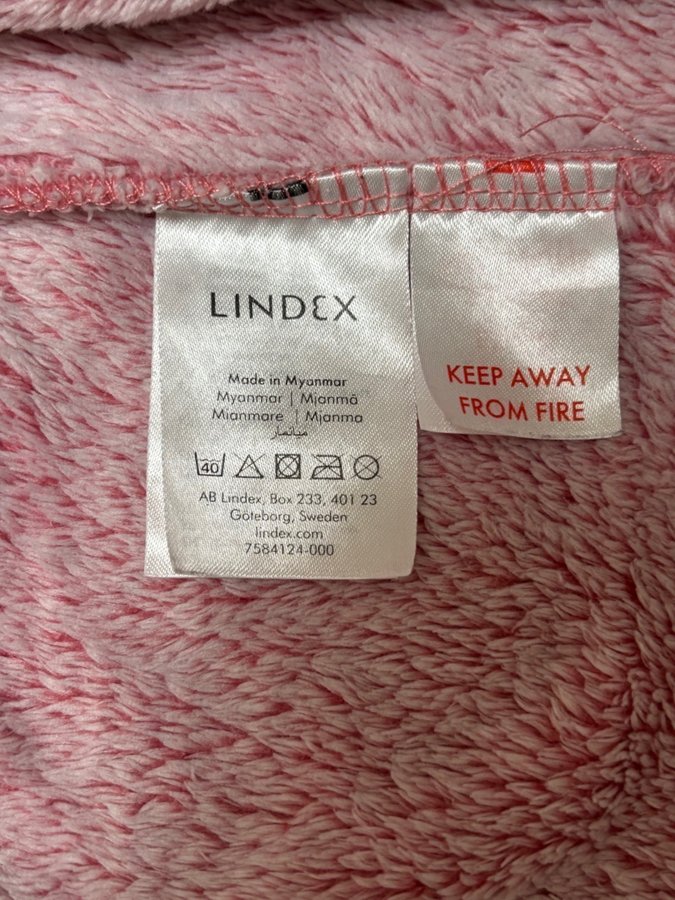 LINDEX
Made in Myanmar
Myanmar | Mjanmā
Mianmare | Mjanma
ميانمار
40
AB Lindex, Box 233, 401 23
Göteborg, Sweden
lindex.com
7584124-000
KEEP AWAY
FROM FIRE